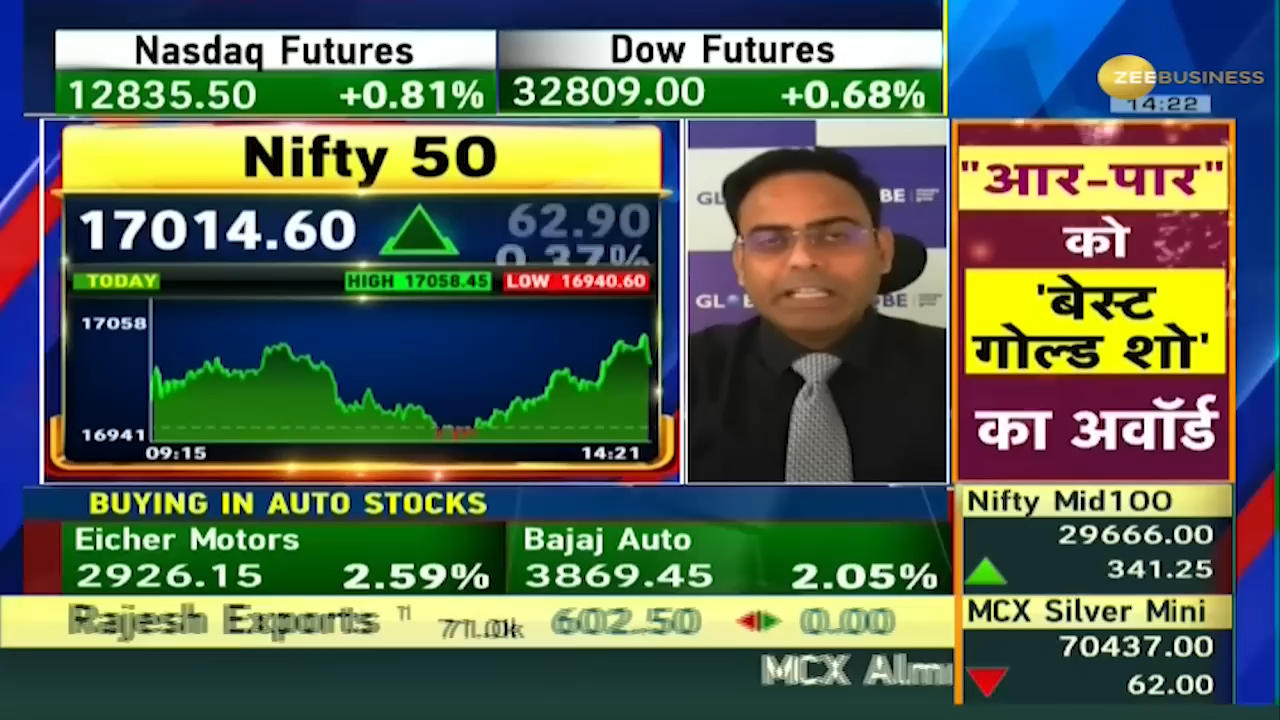 Nasdaq Futures
12835.50 +0.81%
Dow Futures
32809.00 +0.68%
ZEEBUSINESS
14:22
Nifty 50
17014.60 62.90
0.37%
TODAY HIGH 17058.45 LOW 16940.60
17058
16941
09:15 14:21
"आर-पार"
को
'बेस्ट
गोल्ड शो'
का अवॉर्ड
BUYING IN AUTO STOCKS
Eicher Motors
2926.15 2.59%
Bajaj Auto
3869.45 2.05%
Nifty Mid100
29666.00
341.25
MCX Silver Mini
70437.00
62.00
Rajesh Exports 602.50 0.00
MCX